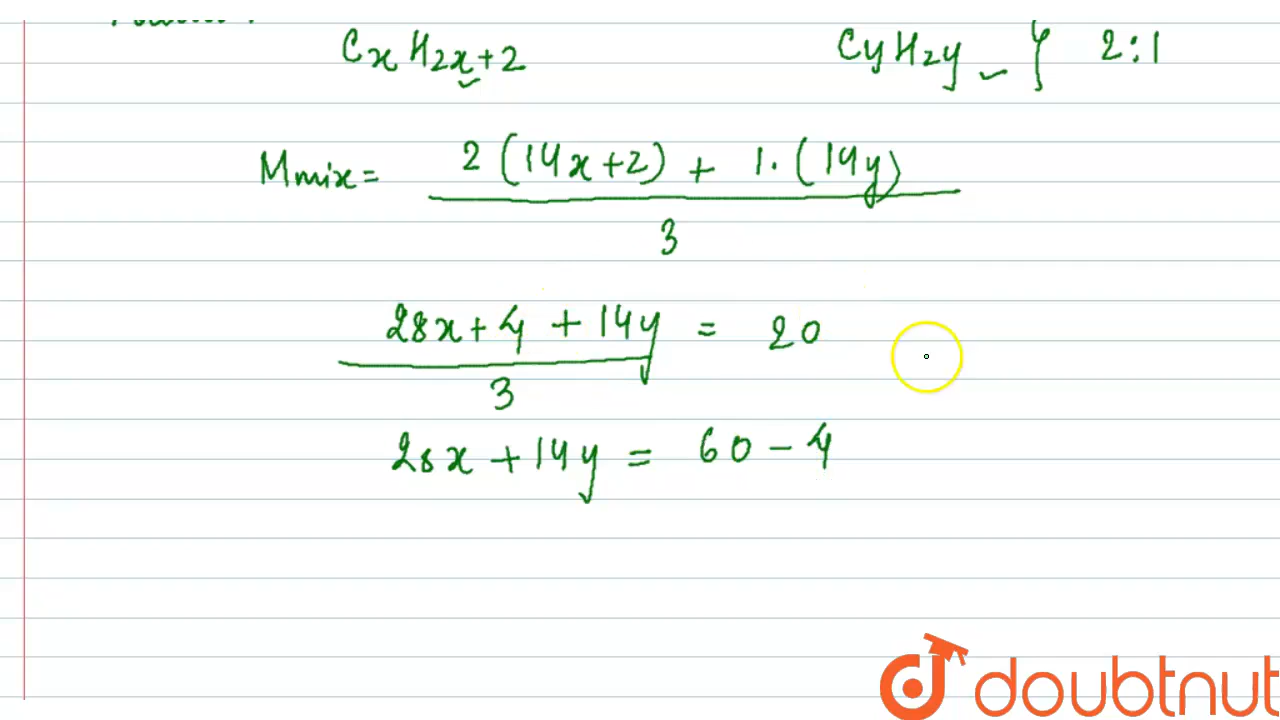 CxH2x+2 CyH2y } 2:1
Mmix = 2(14x+2) + 1.(14y)
3
28x+4+14y = 20
3
28x+14y = 60-4
doubtnut